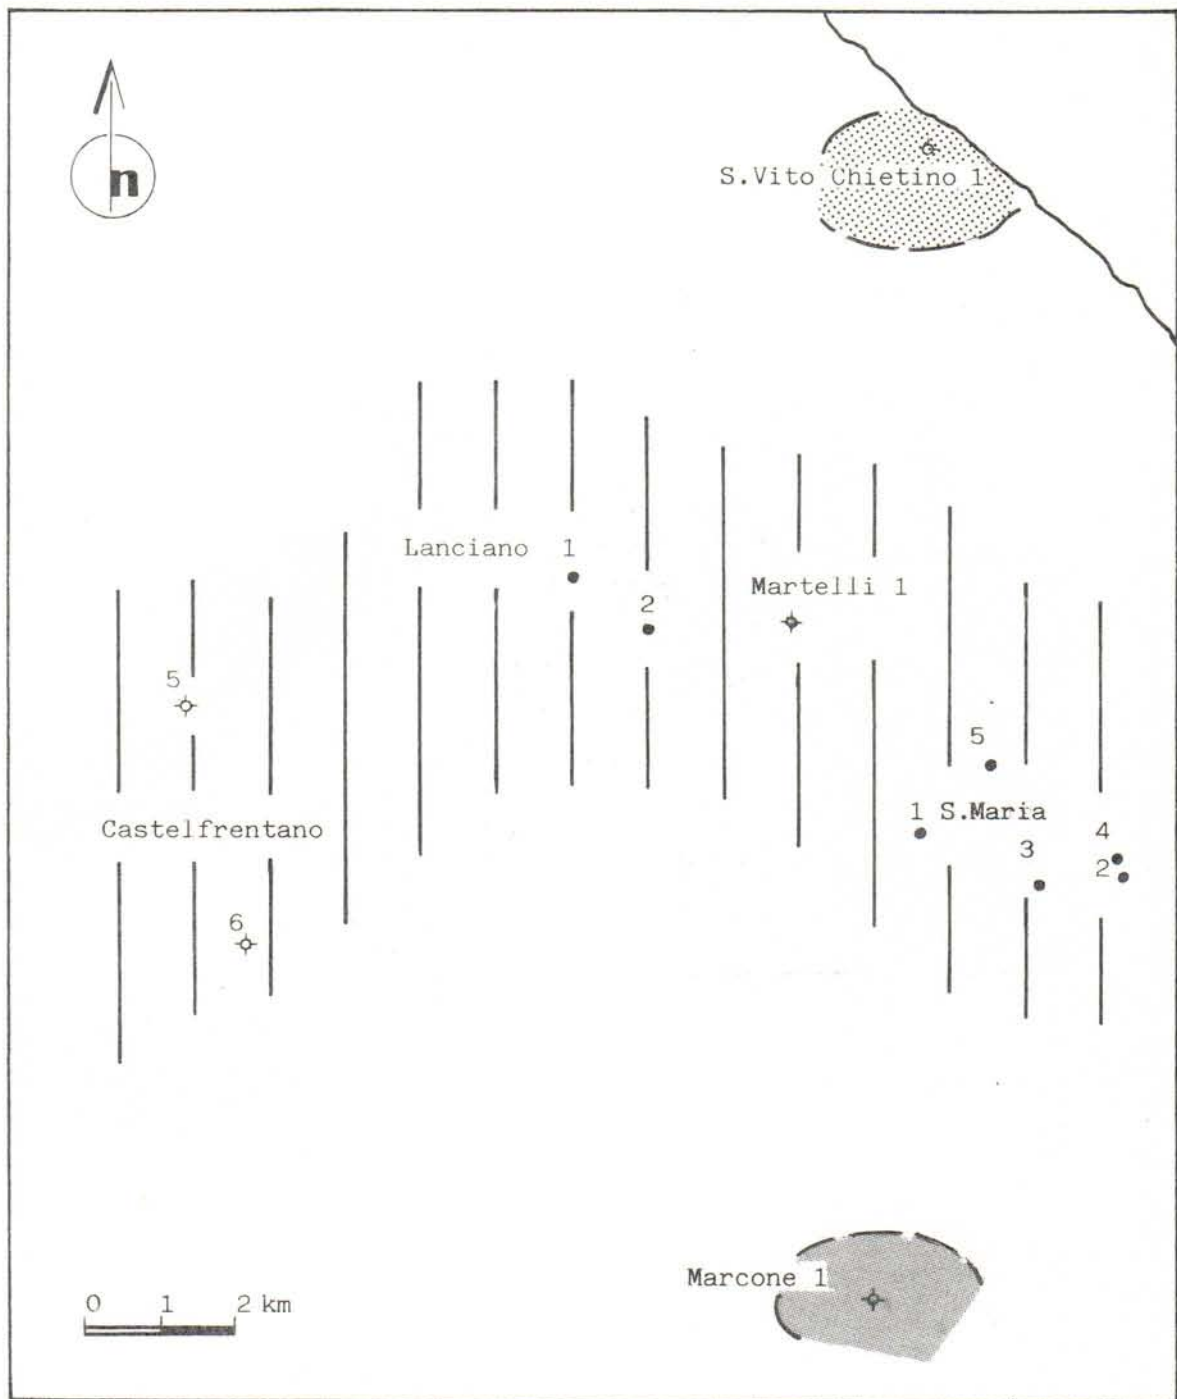 n
S.Vito Chietino 1
Lanciano 1
2
Martelli 1
5
5
1 S.Maria
Castelfrentano
3
4
2
6
Marcone 1
0 1 2 km